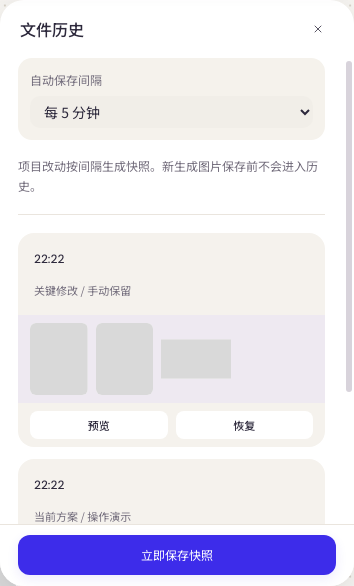 文件历史
自动保存间隔
每 5 分钟
项目改动按间隔生成快照。新生成图片保存前不会进入历
史。
22:22
关键修改 / 手动保留
预览
恢复
22:22
当前方案 / 操作演示
立即保存快照